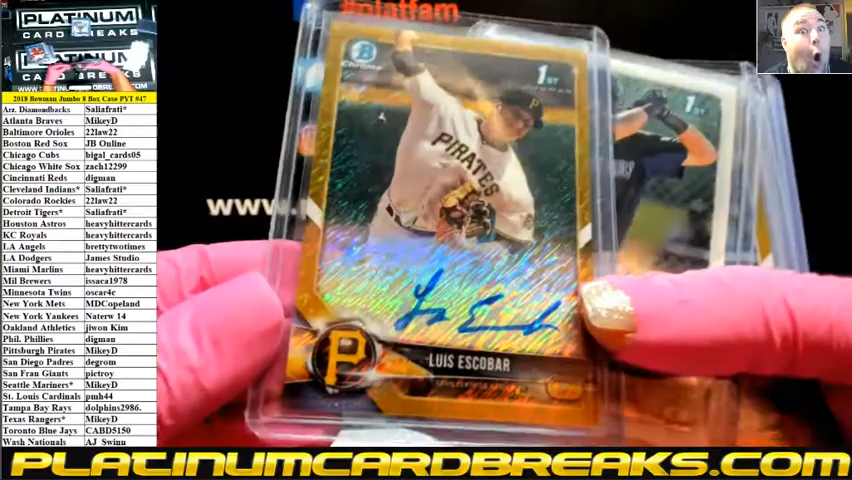 #platfam
PLATINUM
CARD BREAKS
PLATINUM
CARD BREAKS
2018 Bowman Jumbo 8 Box Case PYT #47
Arz. Diamondbacks Saliafrati*
Atlanta Braves MikeyD
Baltimore Orioles 22law22
Boston Red Sox JB Online
Chicago Cubs bigal_cards05
Chicago White Sox zach12299
Cincinnati Reds digman
Cleveland Indians* Saliafrati*
Colorado Rockies 22law22
Detroit Tigers* Saliafrati*
Houston Astros heavyhittercards
KC Royals heavyhittercards
LA Angels brettytwotimes
LA Dodgers James Studio
Miami Marlins heavyhittercards
Mil Brewers issaca1978
Minnesota Twins oscar4c
New York Mets MDCopeland
New York Yankees Naterw 14
Oakland Athletics jiwon Kim
Phil. Phillies digman
Pittsburgh Pirates MikeyD
San Diego Padres degrom
San Fran Giants pictroy
Seattle Mariners* MikeyD
St. Louis Cardinals pmh44
Tampa Bay Rays dolphins2986.
Texas Rangers* MikeyD
Toronto Blue Jays CABD5150
Wash Nationals AJ_Swinn
www.
B
Chrome
1ST
BOWMAN
1ST
P
PIRATES
P
LUIS ESCOBAR
PLATINUMCARDBREAKS.COM